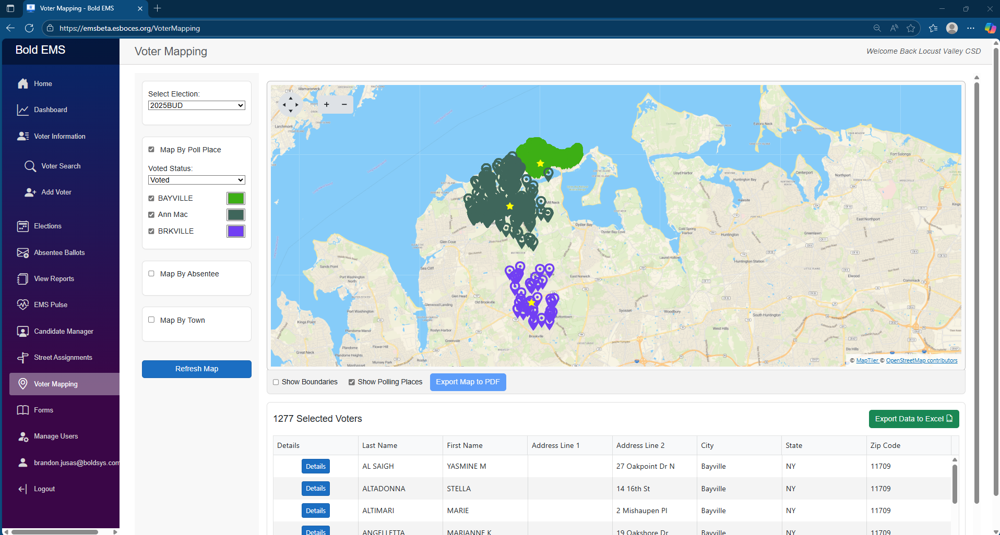 Voter Mapping - Bold EMS
https://emsbeta.esboces.org/VoterMapping
Bold EMS
Voter Mapping
Welcome Back Locust Valley CSD
Home
Dashboard
Voter Information
Voter Search
Add Voter
Elections
Absentee Ballots
View Reports
EMS Pulse
Candidate Manager
Street Assignments
Voter Mapping
Forms
Manage Users
brandon.jusas@boldsys.com
Logout
Select Election:
2025BUD
Map By Poll Place
Voted Status:
Voted
BAYVILLE
Ann Mac
BRKVILLE
Map By Absentee
Map By Town
Refresh Map
+ −
Mamaroneck
Larchmont
Eatons Neck
Fort Salonga
Lloyd Harbor
Centerport
Northport
Huntington Bay
Halesite
Kings
Mill Neck
East Northport
Oyster Bay
Oyster Bay Cove
Cold Spring Harbor
Huntington
Greenlawn
Glen Cove
Laurel Hollow
Huntington Station
Sands Point
Sea Cliff
East Norwich
Elwood
Port Washington North
Commack
Glen Head
Old Brookville
Glenwood Landing
Port Washington
Syosset
Woodbury
South Huntington
Kings Point
Muttontown
Plandome Manor
Roslyn Harbor
West Hills
Brookville
Greenvale
Plandome
Flower Hill
Dix Hills
Great Neck
Plandome Heights
Munsey Park
Roslyn
Manhasset
© MapTiler © OpenStreetMap contributors
Show Boundaries
Show Polling Places
Export Map to PDF
1277 Selected Voters
Export Data to Excel
Details Last Name First Name Address Line 1 Address Line 2 City State Zip Code
Details AL SAIGH YASMINE M 27 Oakpoint Dr N Bayville NY 11709
Details ALTADONNA STELLA 14 16th St Bayville NY 11709
Details ALTIMARI MARIE 2 Mishaupen Pl Bayville NY 11709
Details ANGELLETTA MARIANNE K 19 Oakshore Dr Bayville NY 11709